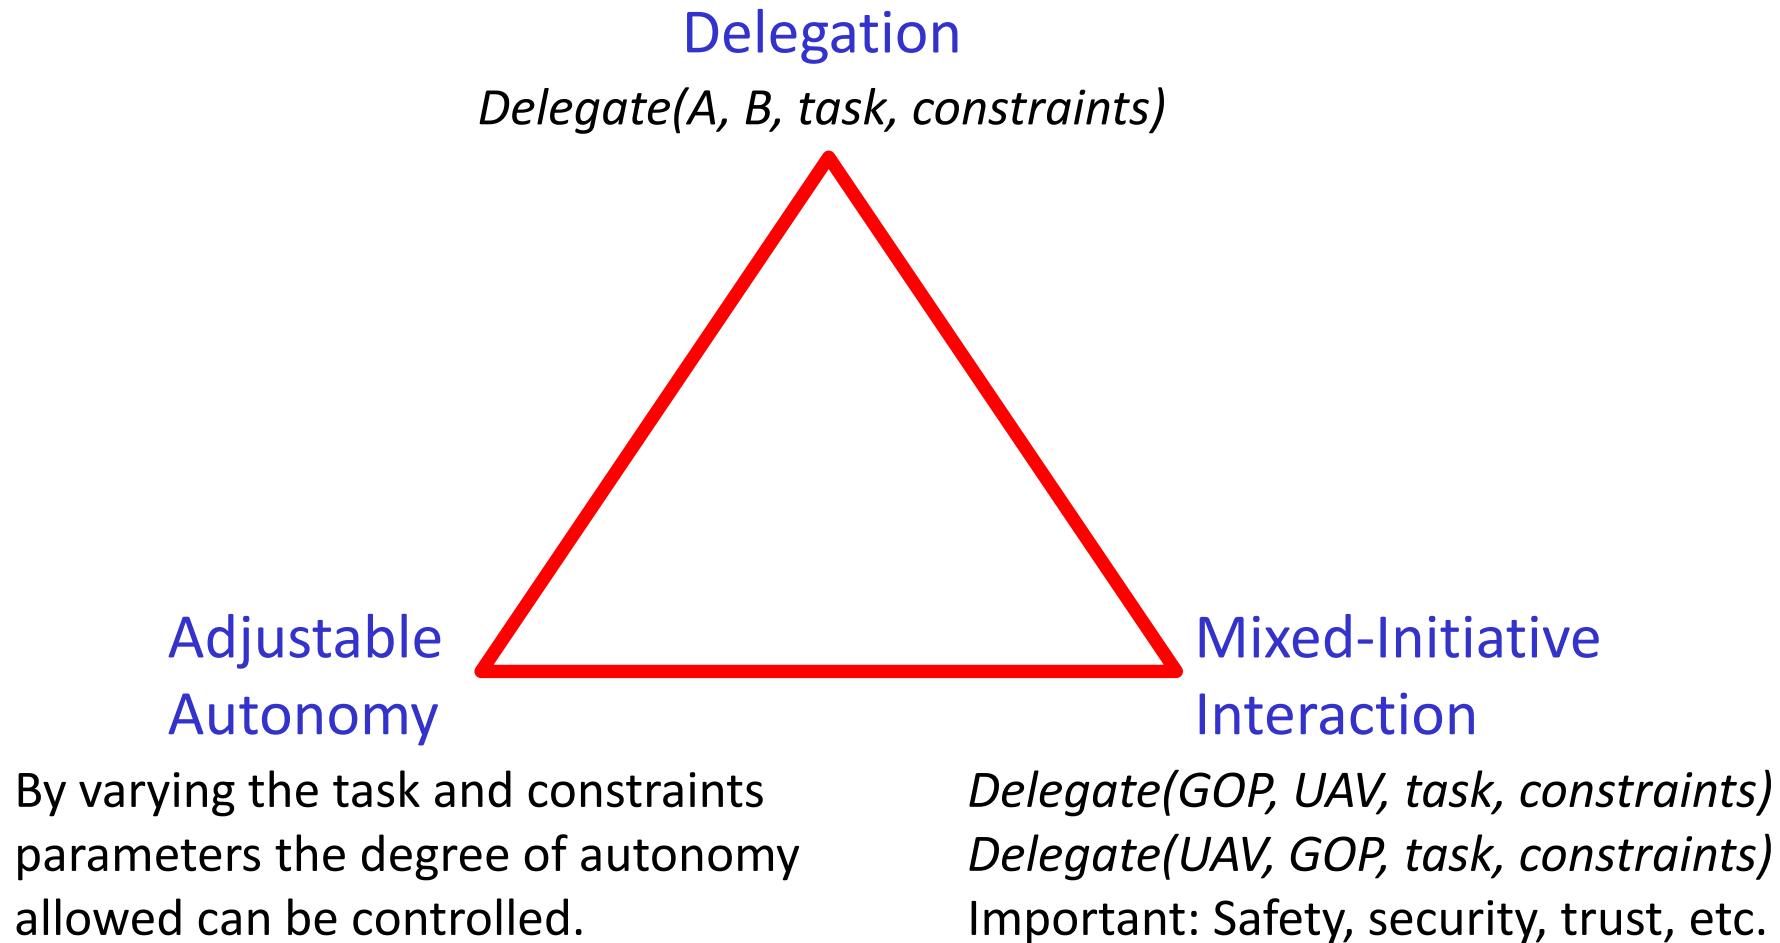 Delegation
Delegate(A, B, task, constraints)
Adjustable
Autonomy
By varying the task and constraints
parameters the degree of autonomy
allowed can be controlled.
Mixed-Initiative
Interaction
Delegate(GOP, UAV, task, constraints)
Delegate(UAV, GOP, task, constraints)
Important: Safety, security, trust, etc.